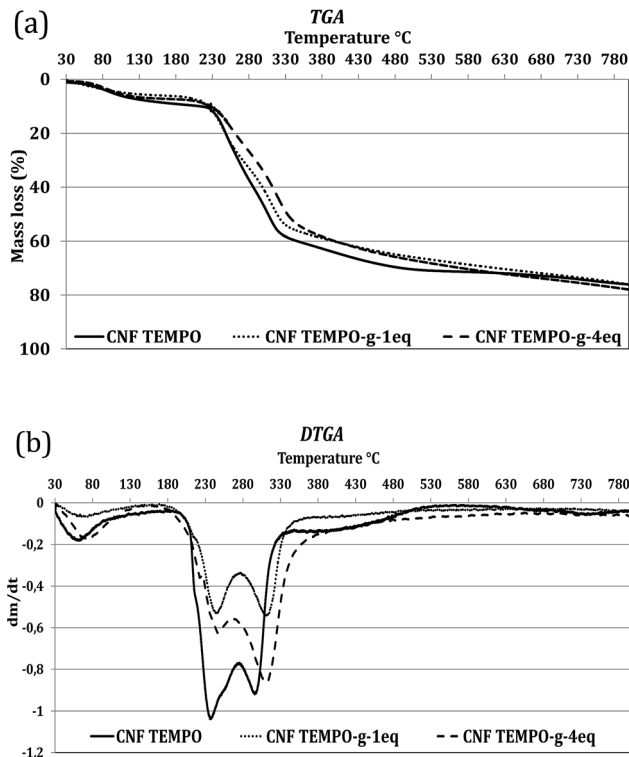 (a)
TGA
Temperature °C
30 80 130 180 230 280 330 380 430 480 530 580 630 680 730 780
0
20
40
60
80
100
Mass loss (%)
CNF TEMPO CNF TEMPO-g-1eq CNF TEMPO-g-4eq
(b)
DTGA
Temperature °C
30 80 130 180 230 280 330 380 430 480 530 580 630 680 730 780
0
-0,2
-0,4
-0,6
-0,8
-1
-1,2
dm/dt
CNF TEMPO CNF TEMPO-g-1eq CNF TEMPO-g-4eq